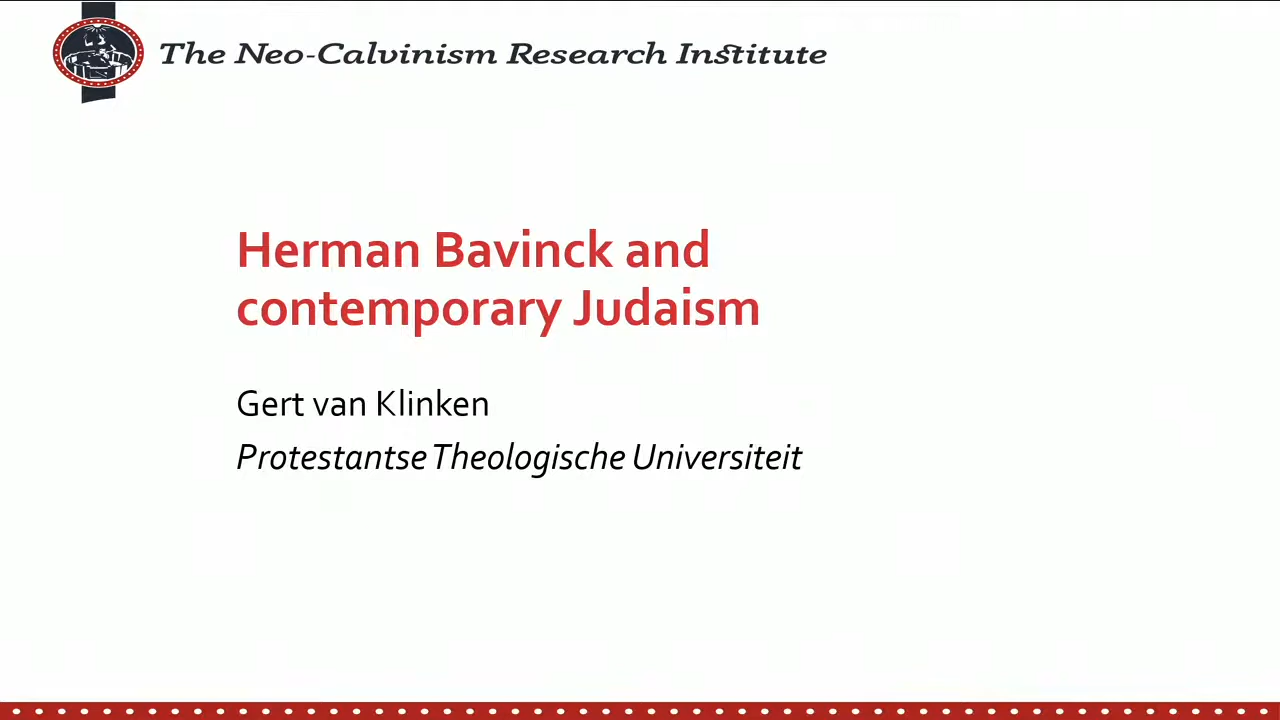 The Neo-Calvinism Research Institute
Herman Bavinck and
contemporary Judaism
Gert van Klinken
Protestantse Theologische Universiteit